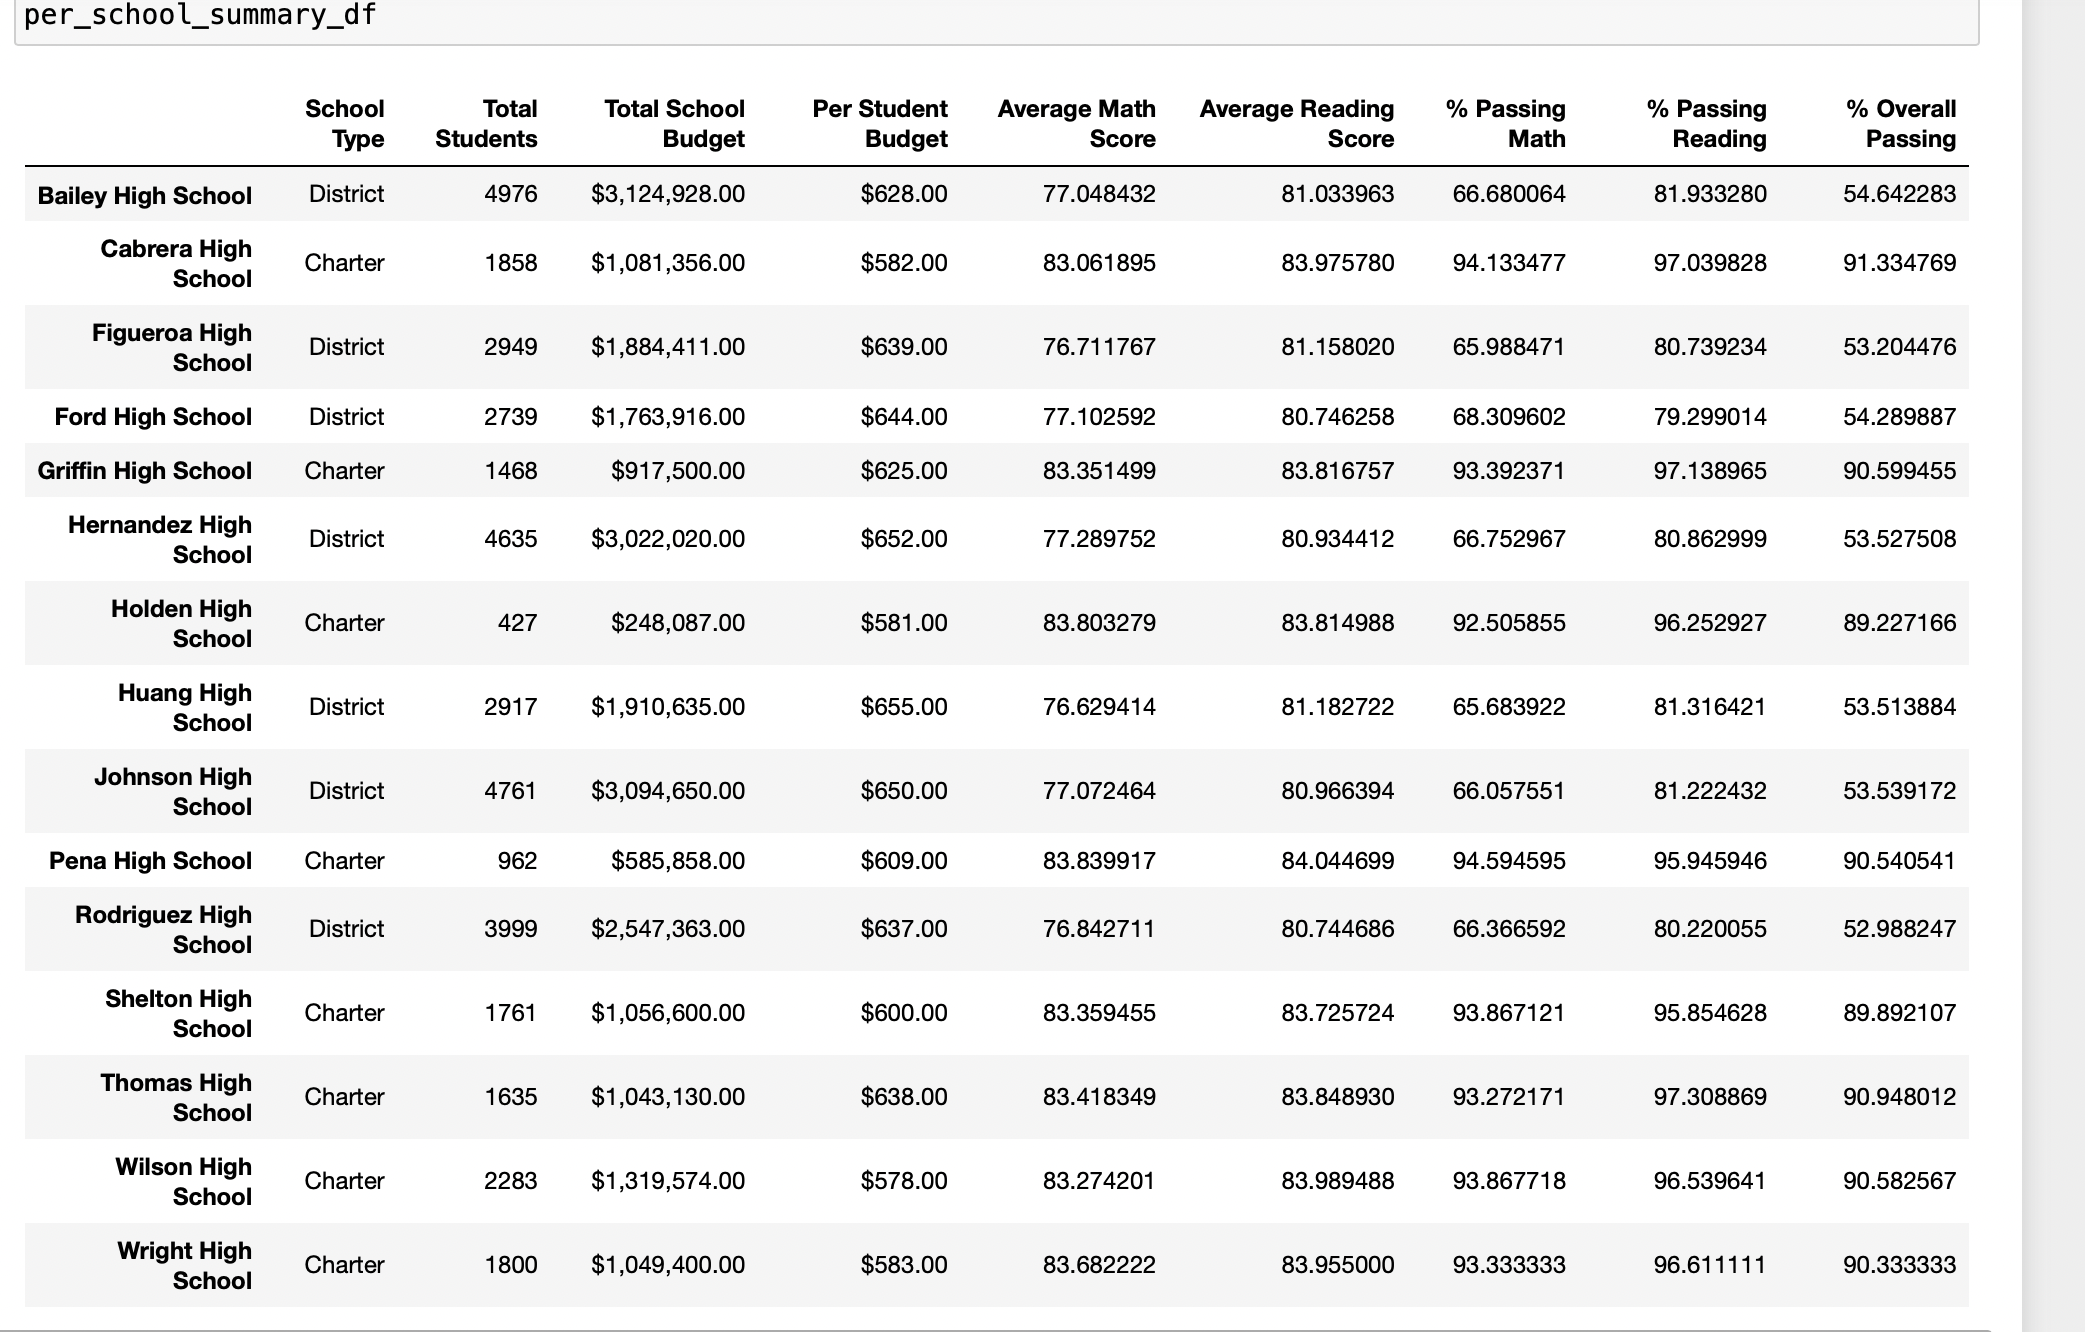 per_school_summary_df
School Type Total Students Total School Budget Per Student Budget Average Math Score Average Reading Score % Passing Math % Passing Reading % Overall Passing
Bailey High School District 4976 $3,124,928.00 $628.00 77.048432 81.033963 66.680064 81.933280 54.642283
Cabrera High School Charter 1858 $1,081,356.00 $582.00 83.061895 83.975780 94.133477 97.039828 91.334769
Figueroa High School District 2949 $1,884,411.00 $639.00 76.711767 81.158020 65.988471 80.739234 53.204476
Ford High School District 2739 $1,763,916.00 $644.00 77.102592 80.746258 68.309602 79.299014 54.289887
Griffin High School Charter 1468 $917,500.00 $625.00 83.351499 83.816757 93.392371 97.138965 90.599455
Hernandez High School District 4635 $3,022,020.00 $652.00 77.289752 80.934412 66.752967 80.862999 53.527508
Holden High School Charter 427 $248,087.00 $581.00 83.803279 83.814988 92.505855 96.252927 89.227166
Huang High School District 2917 $1,910,635.00 $655.00 76.629414 81.182722 65.683922 81.316421 53.513884
Johnson High School District 4761 $3,094,650.00 $650.00 77.072464 80.966394 66.057551 81.222432 53.539172
Pena High School Charter 962 $585,858.00 $609.00 83.839917 84.044699 94.594595 95.945946 90.540541
Rodriguez High School District 3999 $2,547,363.00 $637.00 76.842711 80.744686 66.366592 80.220055 52.988247
Shelton High School Charter 1761 $1,056,600.00 $600.00 83.359455 83.725724 93.867121 95.854628 89.892107
Thomas High School Charter 1635 $1,043,130.00 $638.00 83.418349 83.848930 93.272171 97.308869 90.948012
Wilson High School Charter 2283 $1,319,574.00 $578.00 83.274201 83.989488 93.867718 96.539641 90.582567
Wright High School Charter 1800 $1,049,400.00 $583.00 83.682222 83.955000 93.333333 96.611111 90.333333